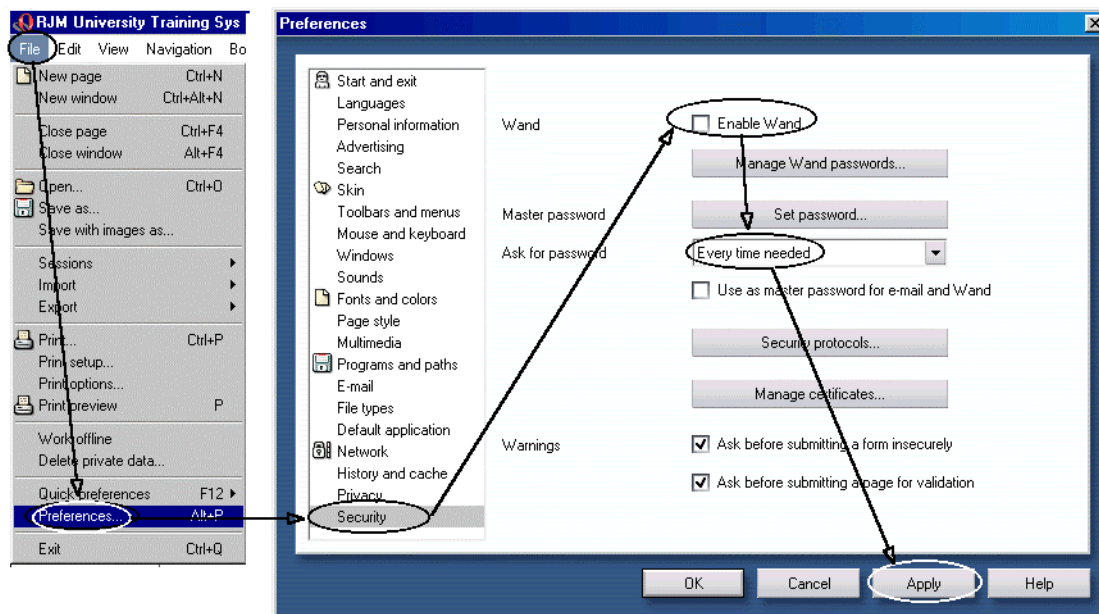 RJM University Training Sys
File Edit View Navigation Bo
New page Ctrl+N
New window Ctrl+Alt+N
Close page Ctrl+F4
Close window Alt+F4
Open... Ctrl+O
Save as...
Save with images as...
Sessions
Import
Export
Print... Ctrl+P
Print setup...
Print options...
Print preview P
Work offline
Delete private data...
Quick preferences F12
Preferences... Alt+P
Exit Ctrl+Q
Preferences
Start and exit
Languages
Personal information
Advertising
Search
Skin
Toolbars and menus
Mouse and keyboard
Windows
Sounds
Fonts and colors
Page style
Multimedia
Programs and paths
E-mail
File types
Default application
Network
History and cache
Privacy
Security
Wand Enable Wand
Manage Wand passwords...
Master password Set password...
Ask for password Every time needed
Use as master password for e-mail and Wand
Security protocols...
Manage certificates...
Warnings Ask before submitting a form insecurely
Ask before submitting a page for validation
OK Cancel Apply Help